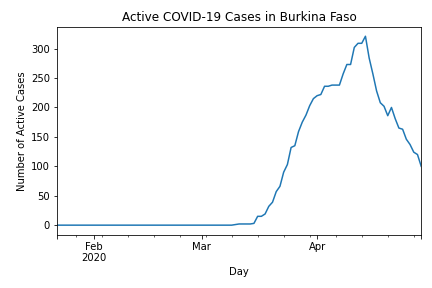 Active COVID-19 Cases in Burkina Faso
300
250
200
150
100
50
0
Number of Active Cases
Feb
2020
Mar
Apr
Day